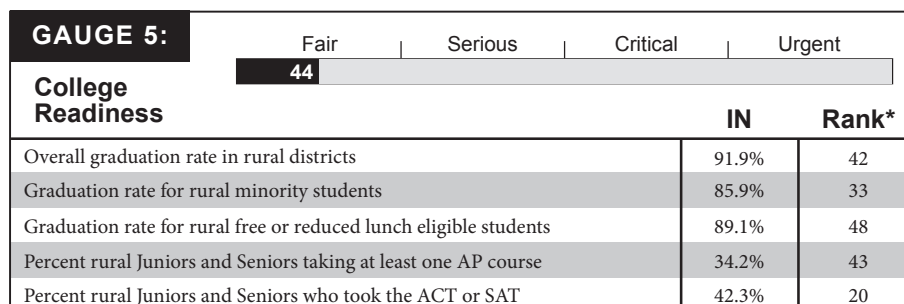 GAUGE 5:
Fair Serious Critical Urgent
44
College
Readiness
IN Rank*
Overall graduation rate in rural districts 91.9% 42
Graduation rate for rural minority students 85.9% 33
Graduation rate for rural free or reduced lunch eligible students 89.1% 48
Percent rural Juniors and Seniors taking at least one AP course 34.2% 43
Percent rural Juniors and Seniors who took the ACT or SAT 42.3% 20